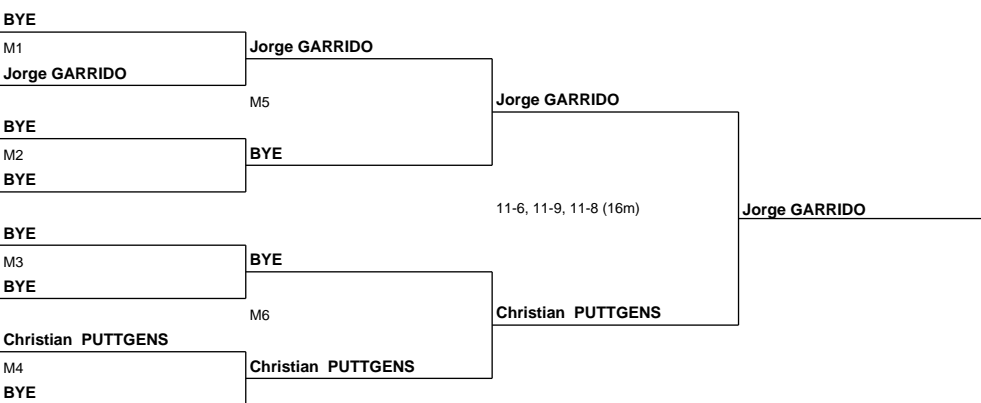 BYE
M1
Jorge GARRIDO
BYE
M2
BYE
BYE
M3
BYE
Christian PUTTGENS
M4
BYE
Jorge GARRIDO
M5
BYE
BYE
M6
Christian PUTTGENS
Jorge GARRIDO
11-6, 11-9, 11-8 (16m)
Christian PUTTGENS
Jorge GARRIDO